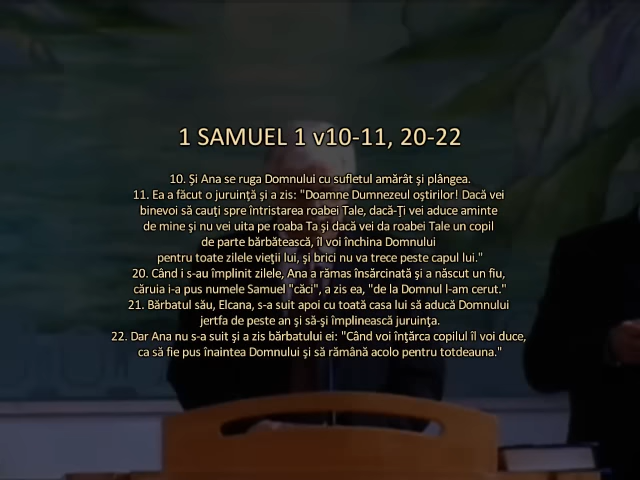 1 SAMUEL 1 v10-11, 20-22
10. Şi Ana se ruga Domnului cu sufletul amărât şi plângea.
11. Ea a făcut o juruinţă şi a zis: "Doamne Dumnezeul oştirilor! Dacă vei
binevoi să cauţi spre întristarea roabei Tale, dacă-Ţi vei aduce aminte
de mine şi nu vei uita pe roaba Ta şi dacă vei da roabei Tale un copil
de parte bărbătească, îl voi închina Domnului
pentru toate zilele vieţii lui, şi brici nu va trece peste capul lui."
20. Când i s-au împlinit zilele, Ana a rămas însărcinată şi a născut un fiu,
căruia i-a pus numele Samuel "căci", a zis ea, "de la Domnul l-am cerut."
21. Bărbatul său, Elcana, s-a suit apoi cu toată casa lui să aducă Domnului
jertfa de peste an şi să-şi împlinească juruinţa.
22. Dar Ana nu s-a suit şi a zis bărbatului ei: "Când voi înţărca copilul îl voi duce,
ca să fie pus înaintea Domnului şi să rămână acolo pentru totdeauna."